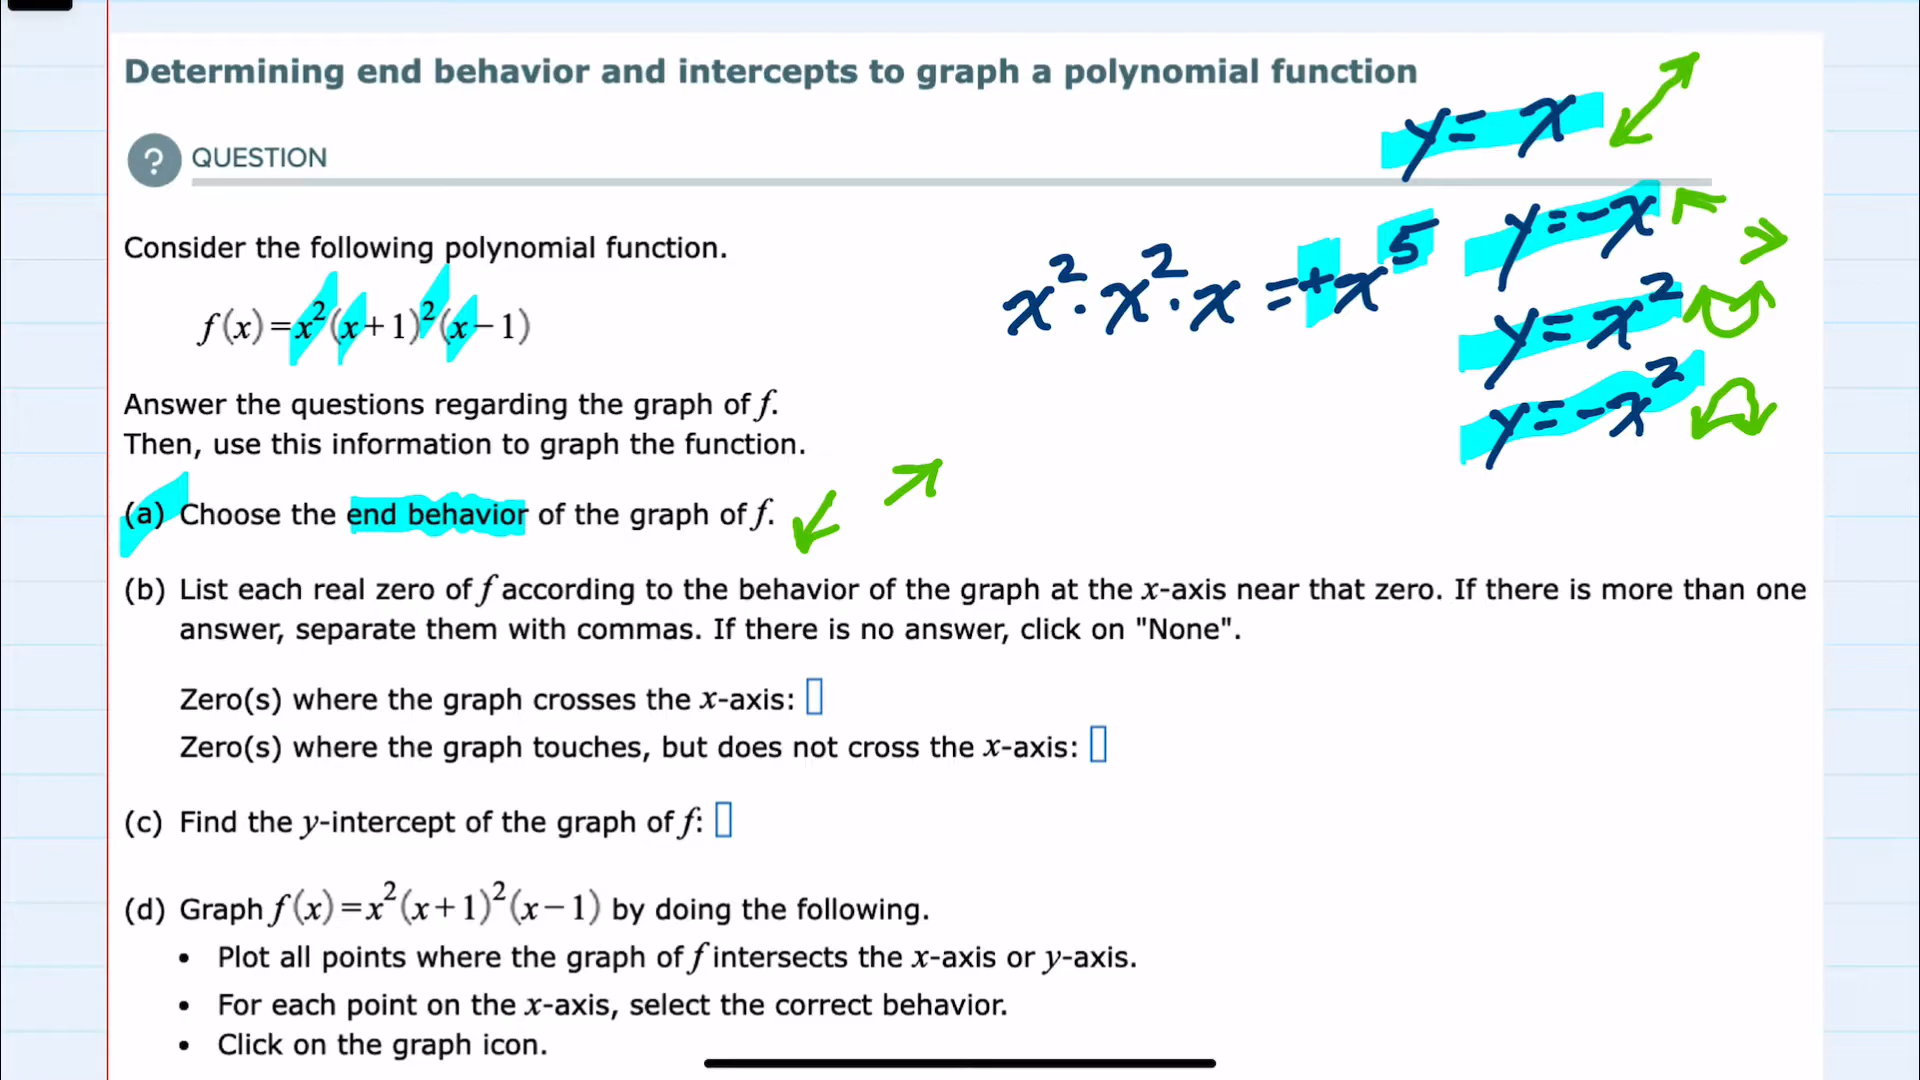 Determining end behavior and intercepts to graph a polynomial function
y = x
? QUESTION
y = -x
Consider the following polynomial function.
x² · x² · x = +x⁵
f(x)=x²(x+1)²(x−1)
y = x²
y = -x²
Answer the questions regarding the graph of f.
Then, use this information to graph the function.
(a) Choose the end behavior of the graph of f.
(b) List each real zero of f according to the behavior of the graph at the x-axis near that zero. If there is more than one
answer, separate them with commas. If there is no answer, click on "None".
Zero(s) where the graph crosses the x-axis:
Zero(s) where the graph touches, but does not cross the x-axis:
(c) Find the y-intercept of the graph of f:
(d) Graph f(x)=x²(x+1)²(x−1) by doing the following.
• Plot all points where the graph of f intersects the x-axis or y-axis.
• For each point on the x-axis, select the correct behavior.
• Click on the graph icon.